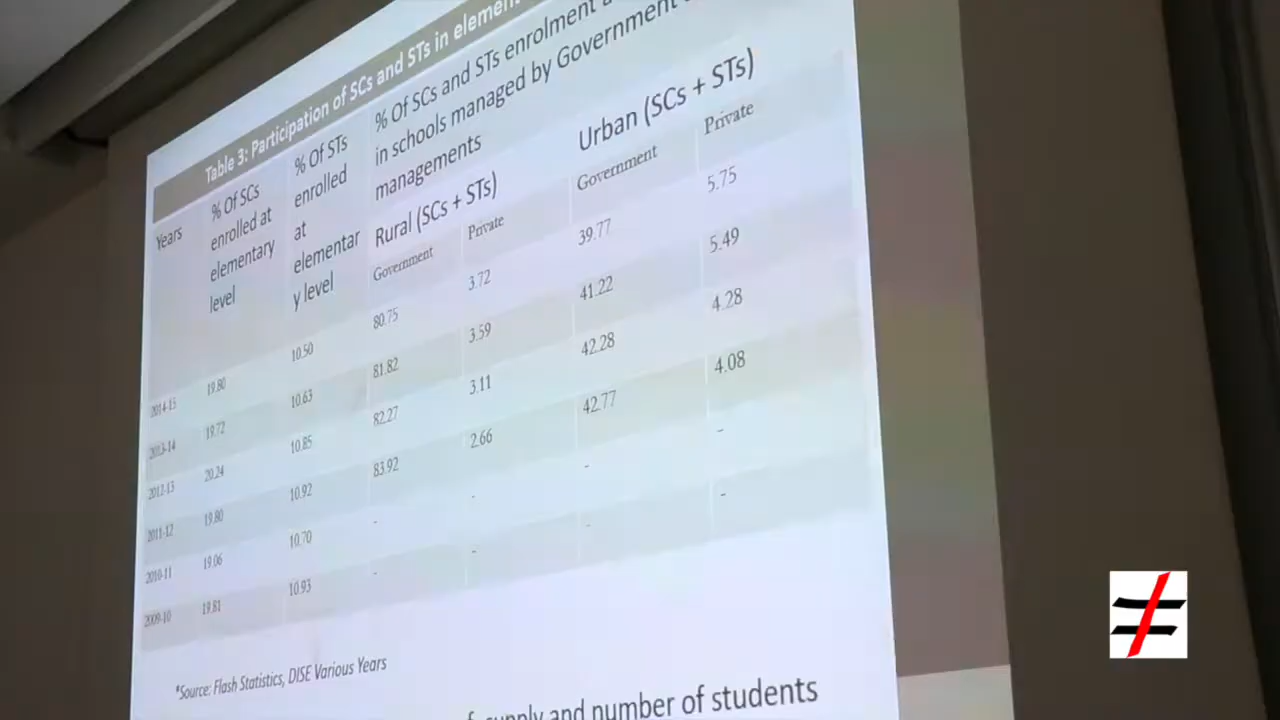 Table 3: Participation of SCs and STs in
Years
% Of SCs
enrolled at
elementary
level
% Of STs
enrolled
at
elementar
y level
% Of SCs and STs enrolment
in schools managed by Government
managements
Rural (SCs + STs)
Government Private
Urban (SCs + STs)
Government Private
2014-15 19.80 10.50 80.75 3.72 39.77 5.75
2013-14 19.72 10.63 81.82 3.59 41.22 5.49
2012-13 20.24 10.85 82.27 3.11 42.28 4.28
2011-12 19.80 10.92 83.92 2.66 42.77 4.08
2010-11 19.06 10.70 - - - -
2009-10 19.81 10.93 - - - -
*Source: Flash Statistics, DISE Various Years
supply and number of students